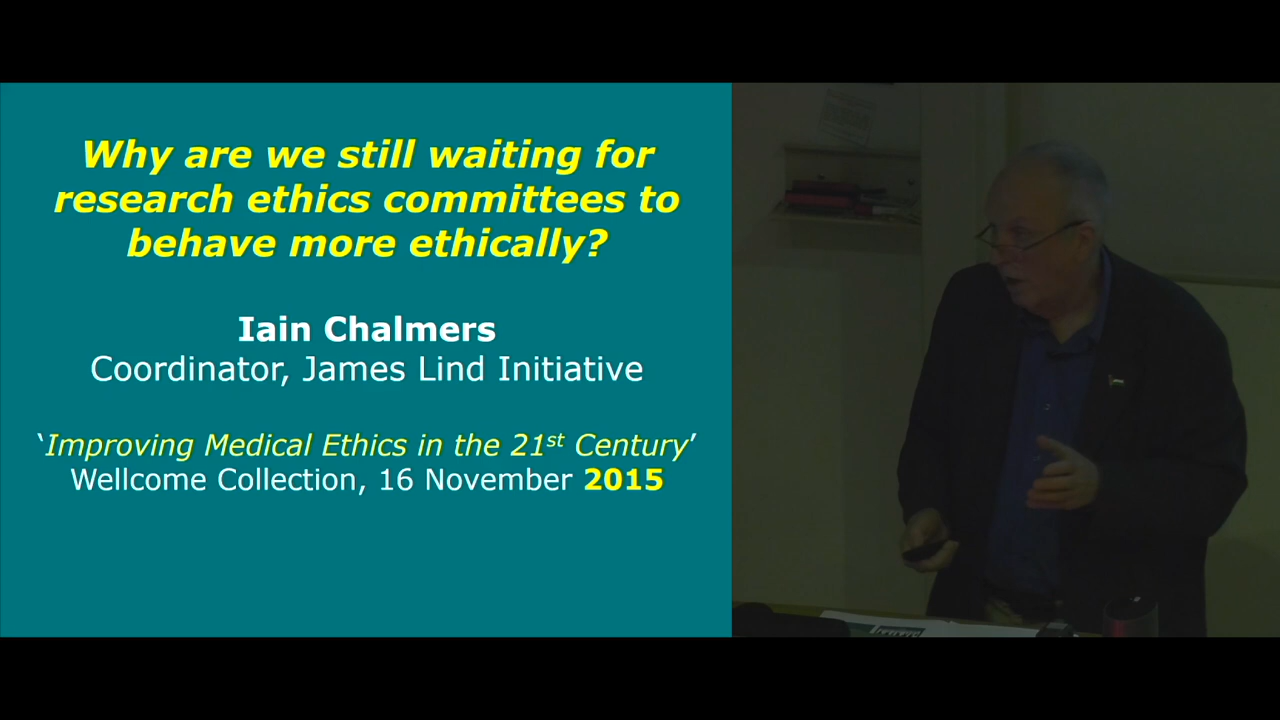 Why are we still waiting for
research ethics committees to
behave more ethically?
Iain Chalmers
Coordinator, James Lind Initiative
‘Improving Medical Ethics in the 21st Century’
Wellcome Collection, 16 November 2015